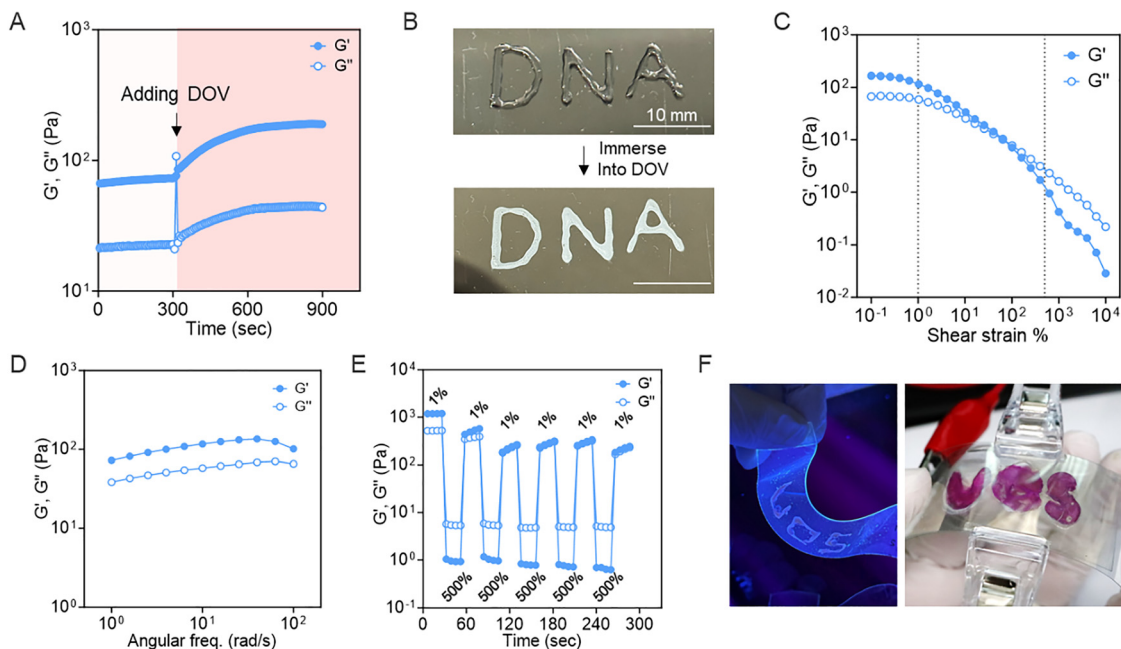 A
G', G'' (Pa)
10³
10²
10¹
Adding DOV
G'
G''
0 300 600 900
Time (sec)
B
DNA
10 mm
Immerse
Into DOV
DNA
C
G', G'' (Pa)
10³
10²
10¹
10⁰
10⁻¹
10⁻²
G'
G''
10⁻¹ 10⁰ 10¹ 10² 10³ 10⁴
Shear strain %
D
G', G'' (Pa)
10³
10²
10¹
10⁰
G'
G''
10⁰ 10¹ 10²
Angular freq. (rad/s)
E
G', G'' (Pa)
10⁴
10³
10²
10¹
10⁰
10⁻¹
G'
G''
1% 1% 1% 1% 1% 1%
500% 500% 500% 500% 500%
0 60 120 180 240 300
Time (sec)
F